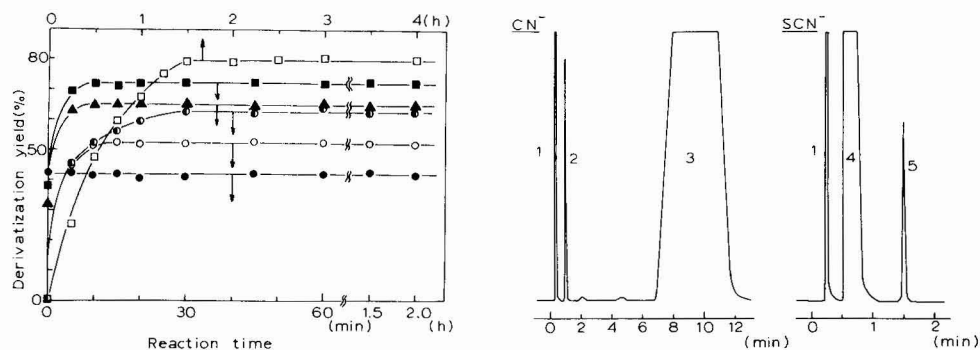 0 1 2 3 4(h)
80
50
0
Derivatization yield(%)
0 30 60 1.5 2.0
(min) (h)
Reaction time
CN⁻
1
2
3
0 2 4 6 8 10 12
(min)
SCN⁻
1
4
5
0 1 2
(min)